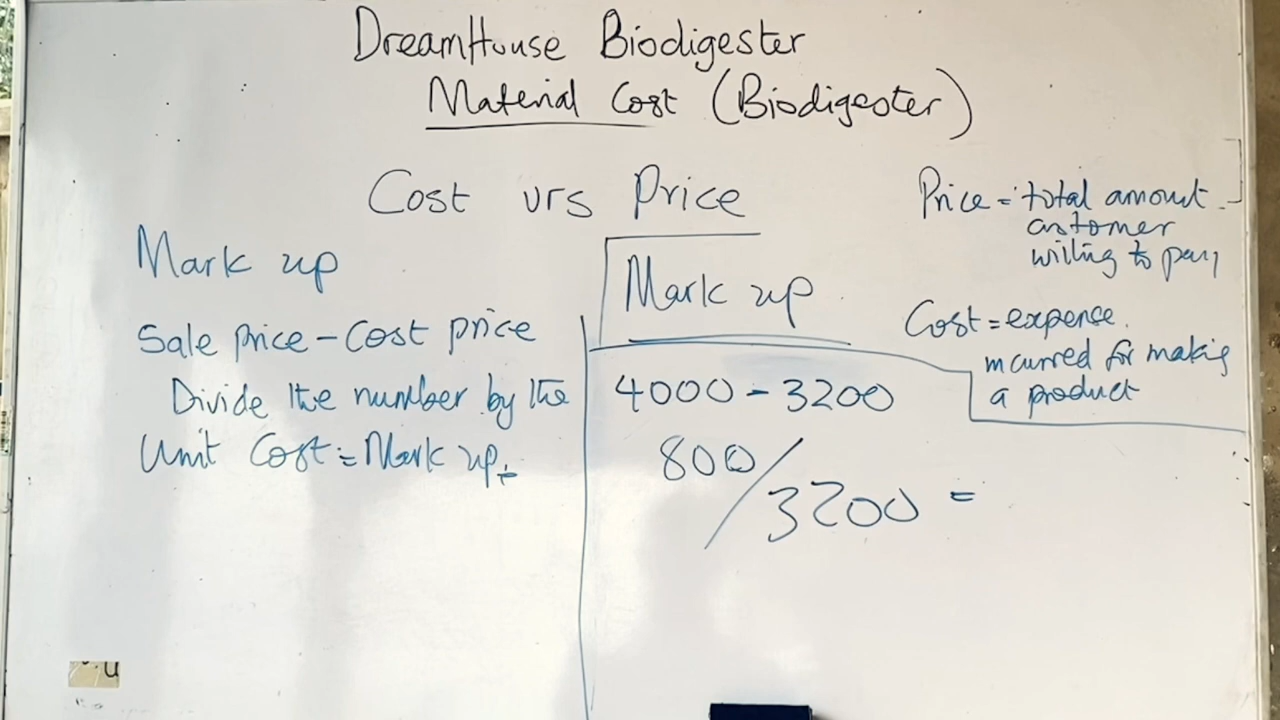 DreamHouse Biodigester
Material Cost (Biodigester)
Cost vrs Price
Mark up
Sale price - Cost price
Divide the number by the
Unit Cost = Mark up
Mark up
4000 - 3200
800/3200 =
Price = total amount
customer
willing to pay
Cost = expense
incurred for making
a product